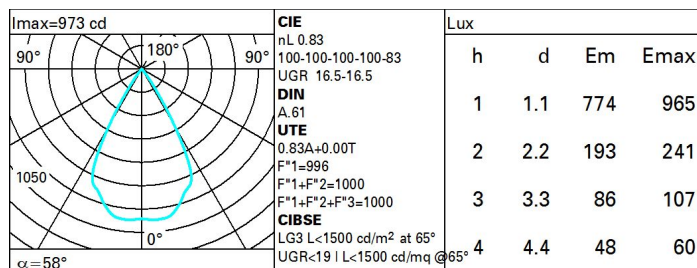 Imax=973 cd
90°
180°
90°
1050
0°
α=58°
CIE
nL 0.83
100-100-100-100-83
UGR 16.5-16.5
DIN
A.61
UTE
0.83A+0.00T
F"1=996
F"1+F"2=1000
F"1+F"2+F"3=1000
CIBSE
LG3 L<1500 cd/m² at 65°
UGR<19 | L<1500 cd/mq @65°
Lux
h d Em Emax
1 1.1 774 965
2 2.2 193 241
3 3.3 86 107
4 4.4 48 60